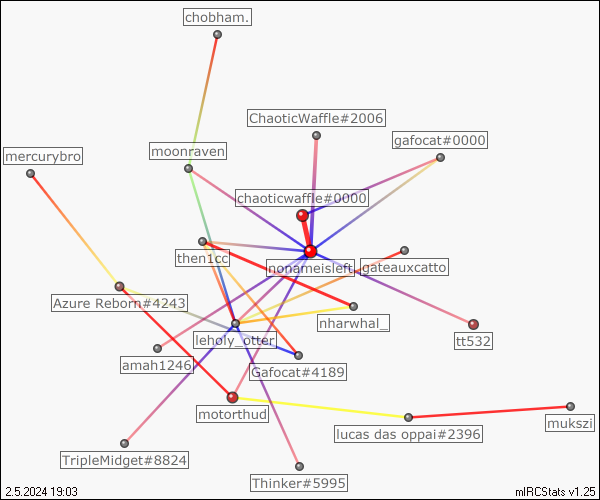 chobham.
ChaoticWaffle#2006
gafocat#0000
mercurybro
moonraven
chaoticwaffle#0000
then1cc
nonameisleft
gateauxcatto
Azure Reborn#4243
nharwhal_
leholy_otter
tt532
amah1246
Gafocat#4189
motorthud
mukszi
lucas das oppai#2396
TripleMidget#8824
Thinker#5995
2.5.2024 19:03
mIRCStats v1.25